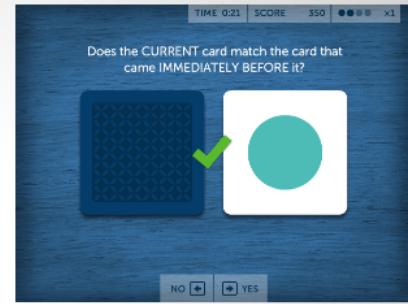 TIME 0:21 SCORE 350 x1
Does the CURRENT card match the card that
came IMMEDIATELY BEFORE it?
NO YES